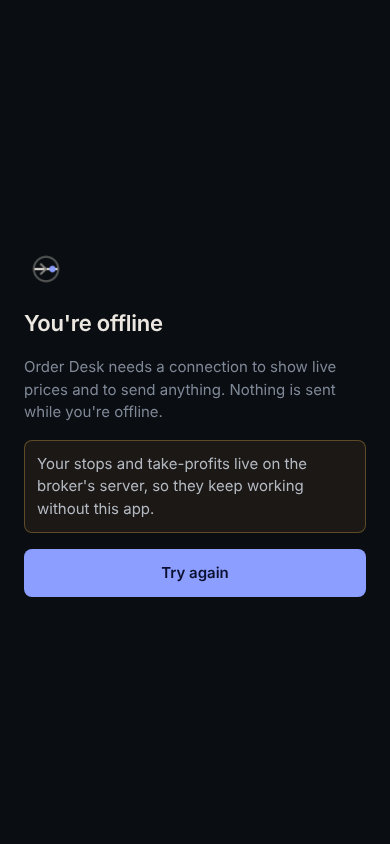 You're offline
Order Desk needs a connection to show live
prices and to send anything. Nothing is sent
while you're offline.
Your stops and take-profits live on the
broker's server, so they keep working
without this app.
Try again